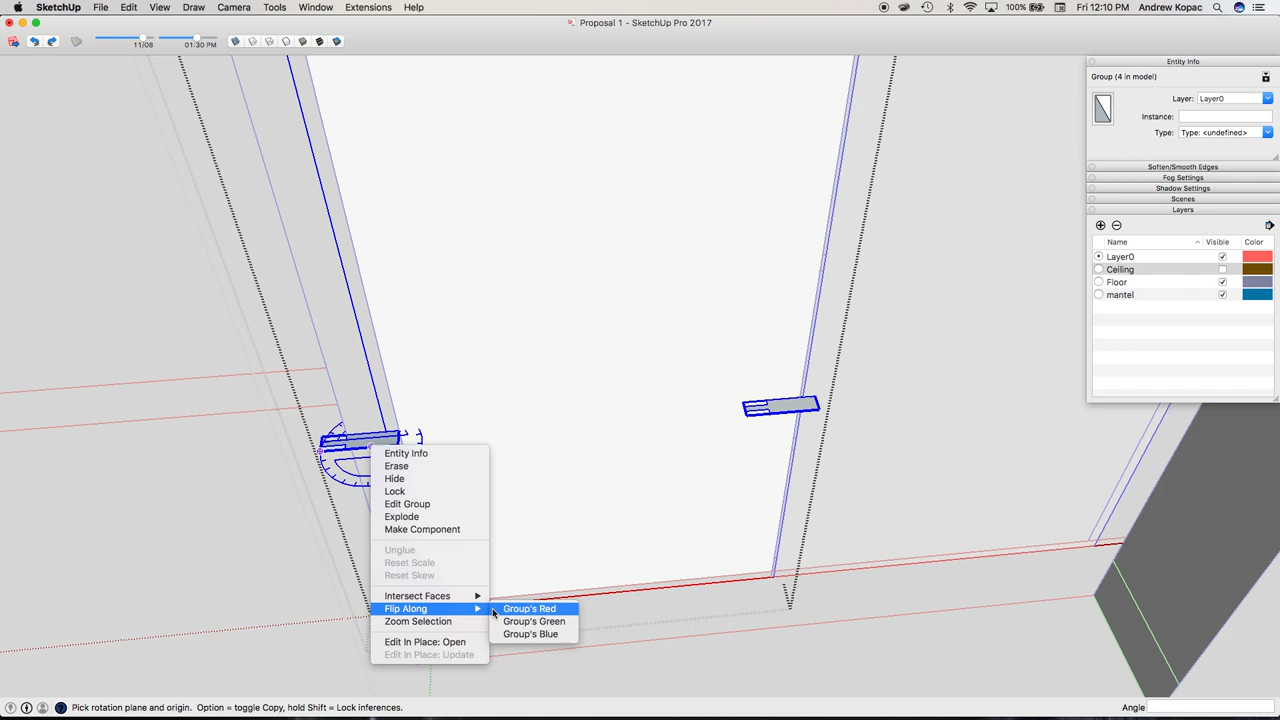 SketchUp File Edit View Draw Camera Tools Window Extensions Help 100% Fri 12:10 PM Andrew Kopac
Proposal 1 - SketchUp Pro 2017
11/08 01:30 PM
Entity Info
Group (4 in model)
Layer: Layer0
Instance:
Type: Type: <undefined>
Soften/Smooth Edges
Fog Settings
Shadow Settings
Scenes
Layers
Name Visible Color
Layer0
Ceiling
Floor
mantel
Entity Info
Erase
Hide
Lock
Edit Group
Explode
Make Component
Unglue
Reset Scale
Reset Skew
Intersect Faces
Flip Along
Zoom Selection
Edit In Place: Open
Edit In Place: Update
Group's Red
Group's Green
Group's Blue
Pick rotation plane and origin. Option = toggle Copy, hold Shift = Lock inferences. Angle